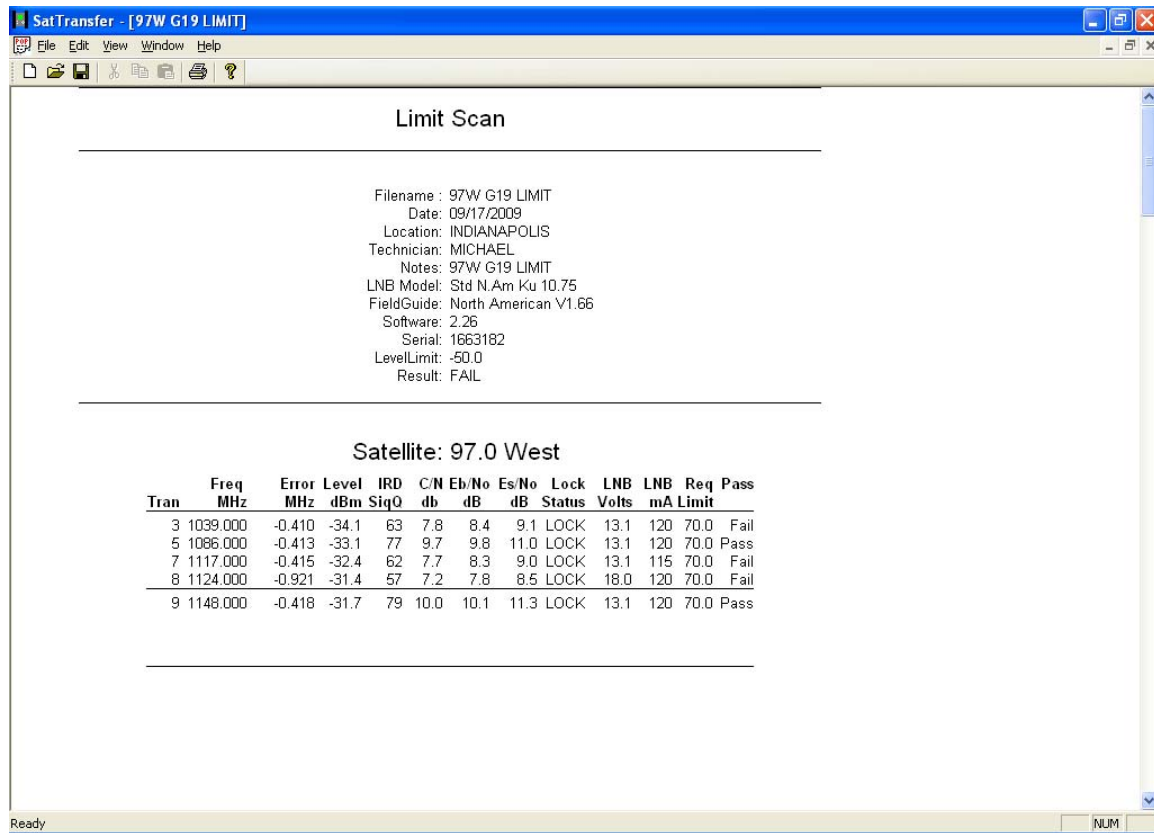 SatTransfer - [97W G19 LIMIT]
File Edit View Window Help
Limit Scan
Filename : 97W G19 LIMIT
Date: 09/17/2009
Location: INDIANAPOLIS
Technician: MICHAEL
Notes: 97W G19 LIMIT
LNB Model: Std N.Am Ku 10.75
FieldGuide: North American V1.66
Software: 2.26
Serial: 1663182
LevelLimit: -50.0
Result: FAIL
Satellite: 97.0 West
Freq Error Level IRD C/N Eb/No Es/No Lock LNB LNB Req Pass
Tran MHz MHz dBm SigQ db dB dB Status Volts mA Limit
3 1039.000 -0.410 -34.1 63 7.8 8.4 9.1 LOCK 13.1 120 70.0 Fail
5 1086.000 -0.413 -33.1 77 9.7 9.8 11.0 LOCK 13.1 120 70.0 Pass
7 1117.000 -0.415 -32.4 62 7.7 8.3 9.0 LOCK 13.1 115 70.0 Fail
8 1124.000 -0.921 -31.4 57 7.2 7.8 8.5 LOCK 18.0 120 70.0 Fail
9 1148.000 -0.418 -31.7 79 10.0 10.1 11.3 LOCK 13.1 120 70.0 Pass
Ready NUM